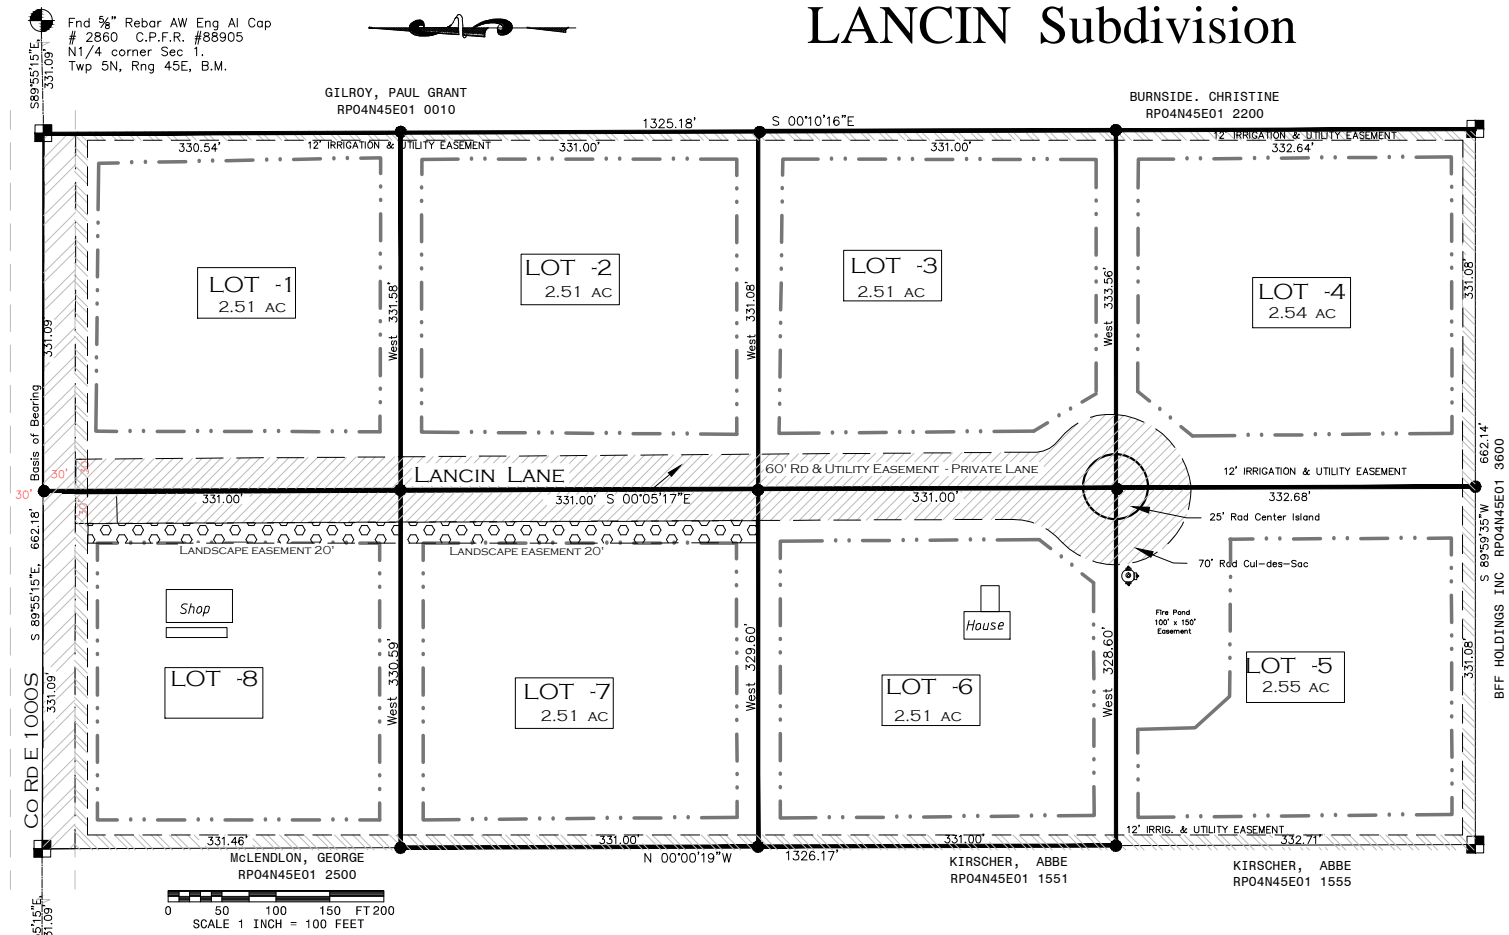 LANCIN Subdivision
Fnd ⅝" Rebar AW Eng Al Cap
# 2860 C.P.F.R. #88905
N1/4 corner Sec 1.
Twp 5N, Rng 45E, B.M.
S89°55'15"E,
331.09'
GILROY, PAUL GRANT
RP04N45E01 0010
BURNSIDE. CHRISTINE
RP04N45E01 2200
1325.18'
S 00°10'16"E
330.54'
12' IRRIGATION & UTILITY EASEMENT
331.00'
331.00'
12' IRRIGATION & UTILITY EASEMENT
332.64'
LOT -1
2.51 AC
LOT -2
2.51 AC
LOT -3
2.51 AC
LOT -4
2.54 AC
331.09
West 331.58'
West 331.08'
West 333.56'
331.08'
Basis of Bearing
30'
30'
30'
30'
LANCIN LANE
60' RD & UTILITY EASEMENT - PRIVATE LANE
12' IRRIGATION & UTILITY EASEMENT
331.00'
331.00'
S 00°05'17"E
331.00'
332.68'
662.14'
S 89°59'35"W
BFF HOLDINGS INC RP04N45E01 3600
25' Rad Center Island
70' Rad Cul-des-Sac
LANDSCAPE EASEMENT 20'
LANDSCAPE EASEMENT 20'
S 89°55'15"E, 662.18'
Shop
House
Fire Pond
100' x 150'
Easement
LOT -8
LOT -7
2.51 AC
LOT -6
2.51 AC
LOT -5
2.55 AC
CO RD E 1000S
331.09'
West 330.59'
West 329.60'
West 328.60'
331.08'
331.46'
331.00'
331.00'
12' IRRIG. & UTILITY EASEMENT
332.71'
N 00°00'19"W
1326.17'
McLENDLON, GEORGE
RP04N45E01 2500
KIRSCHER, ABBE
RP04N45E01 1551
KIRSCHER, ABBE
RP04N45E01 1555
0 50 100 150 FT 200
SCALE 1 INCH = 100 FEET
5'15"E,
31.09'